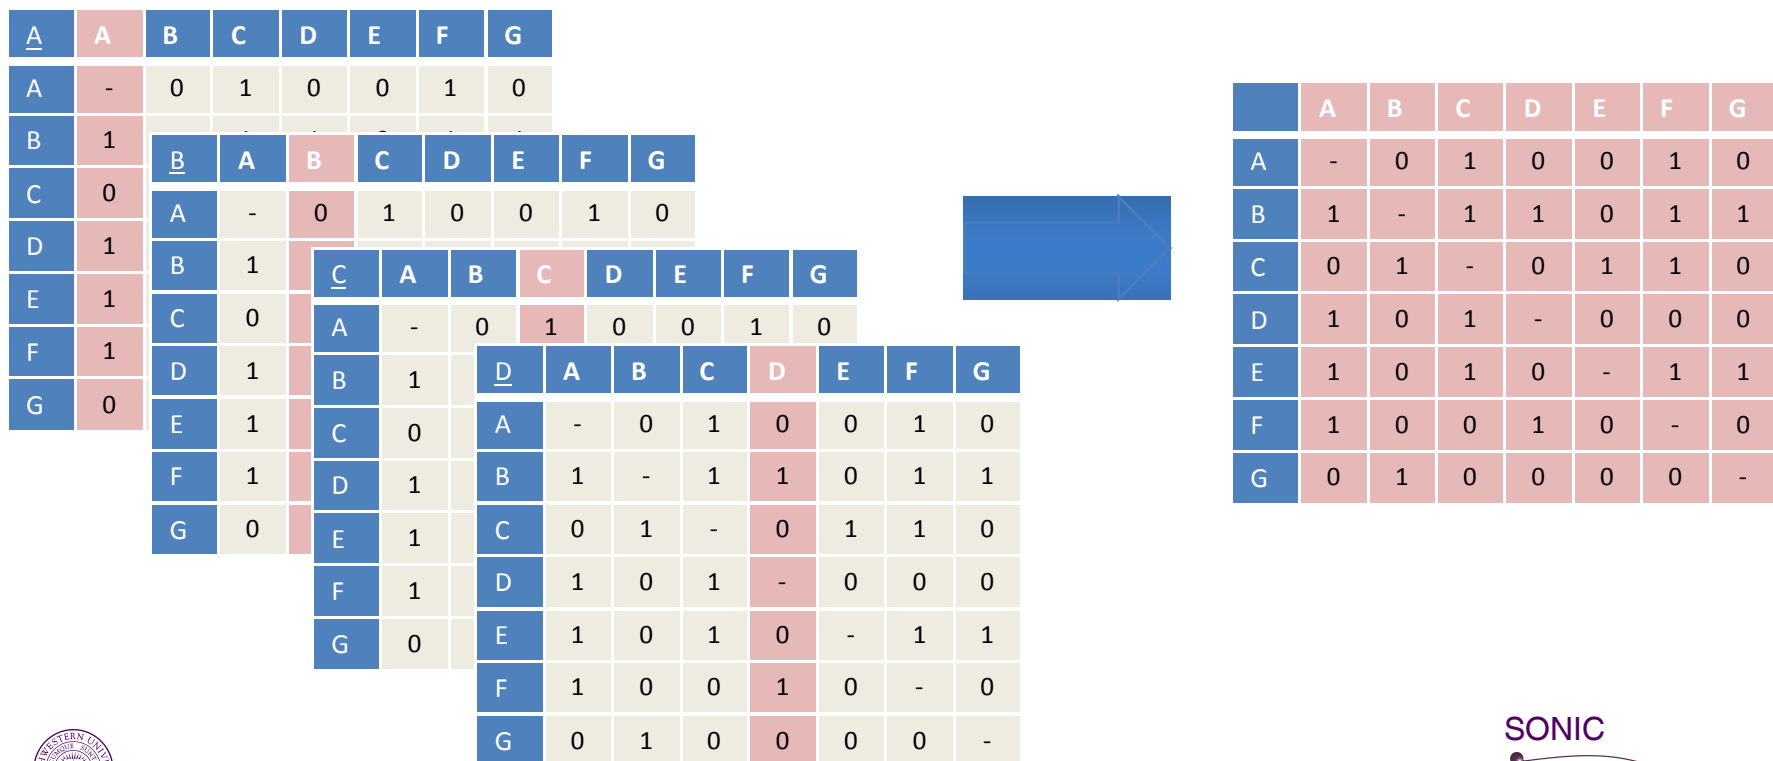 A A B C D E F G
A - 0 1 0 0 1 0
B 1
C 0
D 1
E 1
F 1
G 0
B A B C D E F G
A - 0 1 0 0 1 0
B 1
C 0
D 1
E 1
F 1
G 0
C A B C D E F G
A - 0 1 0 0 1 0
B 1
C 0
D 1
E 1
F 1
G 0
D A B C D E F G
A - 0 1 0 0 1 0
B 1 - 1 1 0 1 1
C 0 1 - 0 1 1 0
D 1 0 1 - 0 0 0
E 1 0 1 0 - 1 1
F 1 0 0 1 0 - 0
G 0 1 0 0 0 0 -
A B C D E F G
A - 0 1 0 0 1 0
B 1 - 1 1 0 1 1
C 0 1 - 0 1 1 0
D 1 0 1 - 0 0 0
E 1 0 1 0 - 1 1
F 1 0 0 1 0 - 0
G 0 1 0 0 0 0 -
SONIC